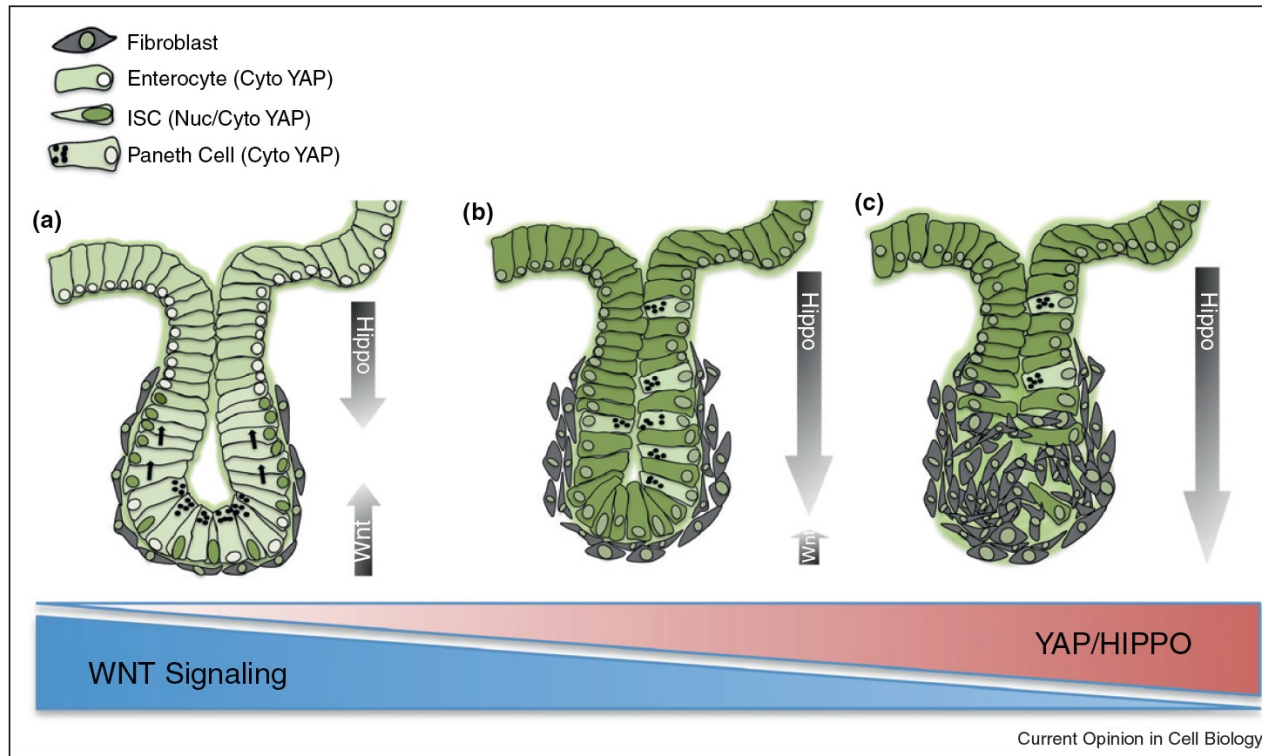 Fibroblast
Enterocyte (Cyto YAP)
ISC (Nuc/Cyto YAP)
Paneth Cell (Cyto YAP)
(a)
(b)
(c)
Hippo
Wnt
Hippo
Wnt
Hippo
YAP/HIPPO
WNT Signaling
Current Opinion in Cell Biology